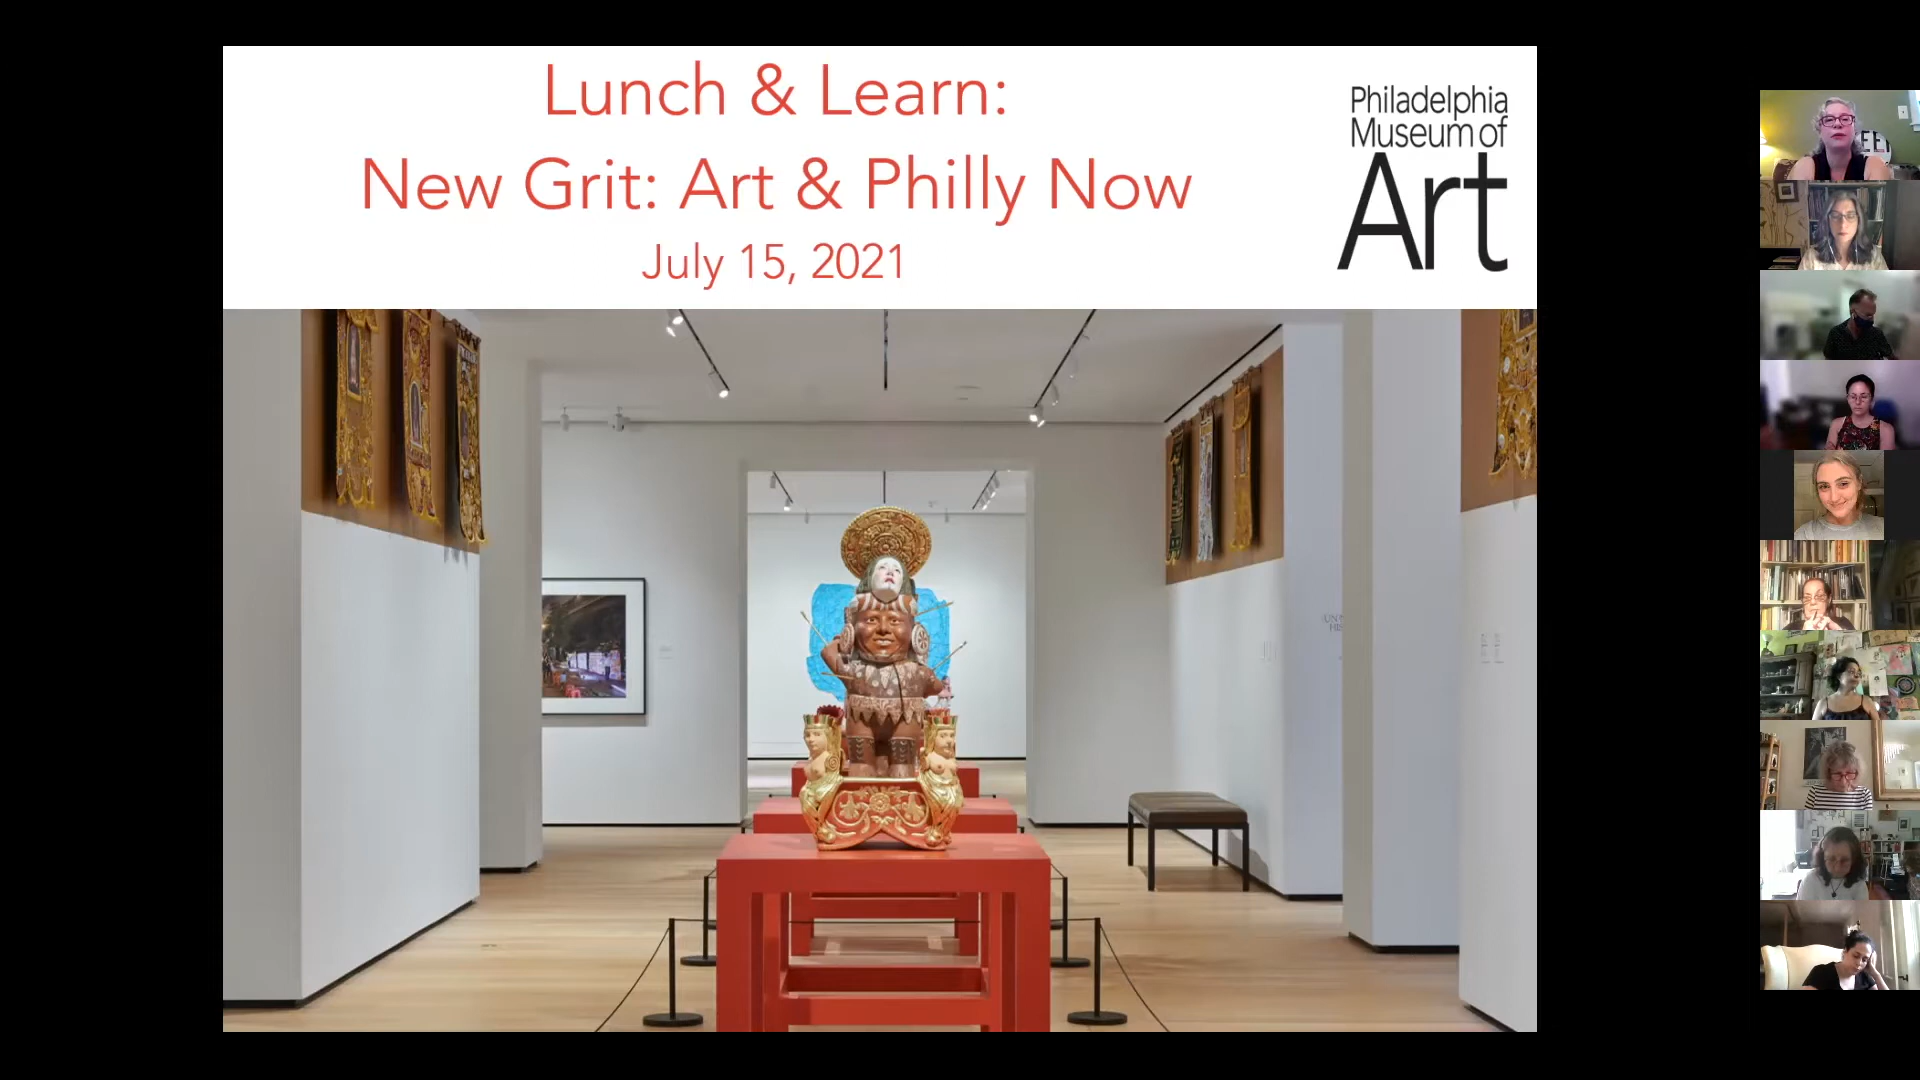 Lunch & Learn:
New Grit: Art & Philly Now
July 15, 2021
Philadelphia
Museum of
Art